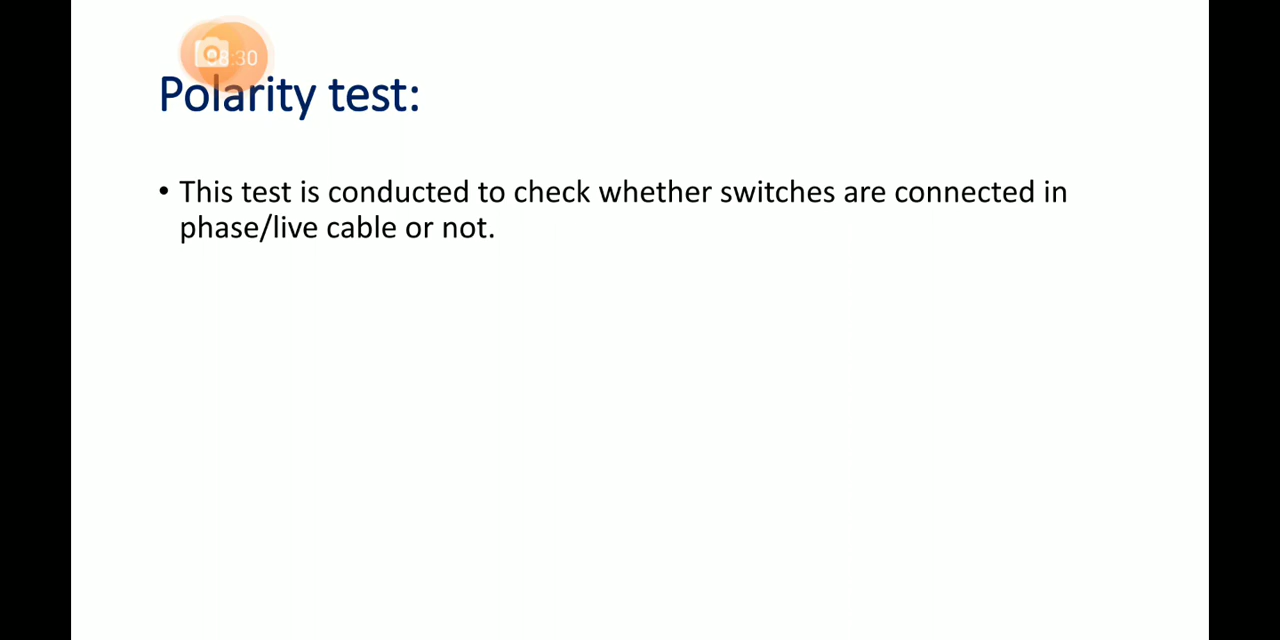 Polarity test:
• This test is conducted to check whether switches are connected in
phase/live cable or not.